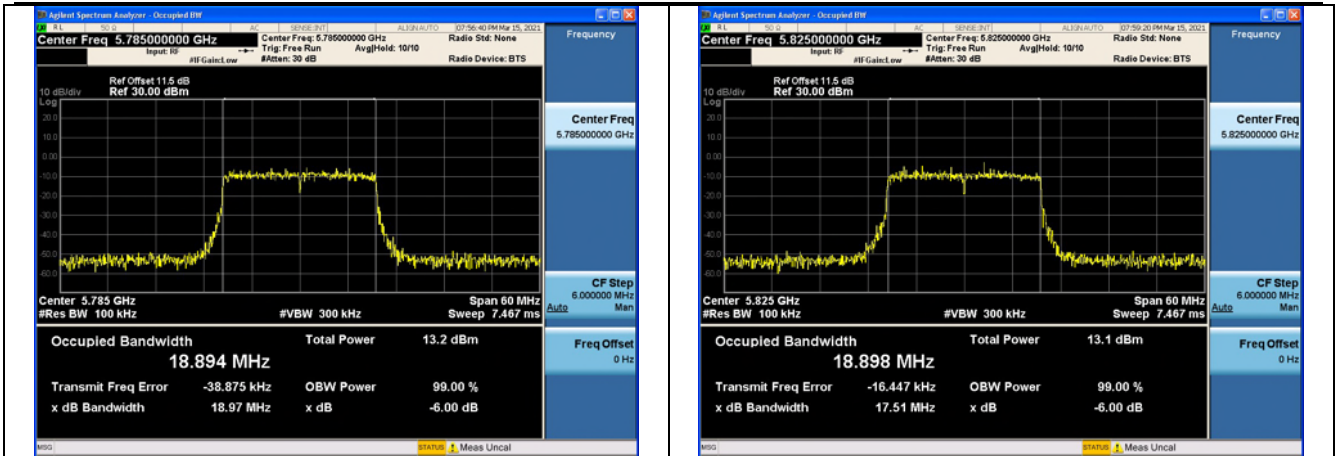 Agilent Spectrum Analyzer - Occupied BW
RL 50 Ω AC SENSE:INT ALIGNAUTO 07:56:40 PM Mar 15, 2021
Center Freq 5.785000000 GHz
Center Freq: 5.785000000 GHz
Radio Std: None
Input: RF
Trig: Free Run Avg|Hold: 10/10
#IFGain:Low
#Atten: 30 dB
Radio Device: BTS
Frequency
Ref Offset 11.5 dB
10 dB/div Ref 30.00 dBm
Log
20.0
10.0
0.00
-10.0
-20.0
-30.0
-40.0
-50.0
-60.0
Center Freq
5.785000000 GHz
Center 5.785 GHz Span 60 MHz
#Res BW 100 kHz #VBW 300 kHz Sweep 7.467 ms
CF Step
6.000000 MHz
Auto Man
Occupied Bandwidth Total Power 13.2 dBm
18.894 MHz
Transmit Freq Error -38.875 kHz OBW Power 99.00 %
x dB Bandwidth 18.97 MHz x dB -6.00 dB
Freq Offset
0 Hz
MSG STATUS Meas Uncal
Agilent Spectrum Analyzer - Occupied BW
RL 50 Ω AC SENSE:INT ALIGNAUTO 07:59:20 PM Mar 15, 2021
Center Freq 5.825000000 GHz
Center Freq: 5.825000000 GHz
Radio Std: None
Input: RF
Trig: Free Run Avg|Hold: 10/10
#IFGain:Low
#Atten: 30 dB
Radio Device: BTS
Frequency
Ref Offset 11.5 dB
10 dB/div Ref 30.00 dBm
Log
20.0
10.0
0.00
-10.0
-20.0
-30.0
-40.0
-50.0
-60.0
Center Freq
5.825000000 GHz
Center 5.825 GHz Span 60 MHz
#Res BW 100 kHz #VBW 300 kHz Sweep 7.467 ms
CF Step
6.000000 MHz
Auto Man
Occupied Bandwidth Total Power 13.1 dBm
18.898 MHz
Transmit Freq Error -16.447 kHz OBW Power 99.00 %
x dB Bandwidth 17.51 MHz x dB -6.00 dB
Freq Offset
0 Hz
MSG STATUS Meas Uncal